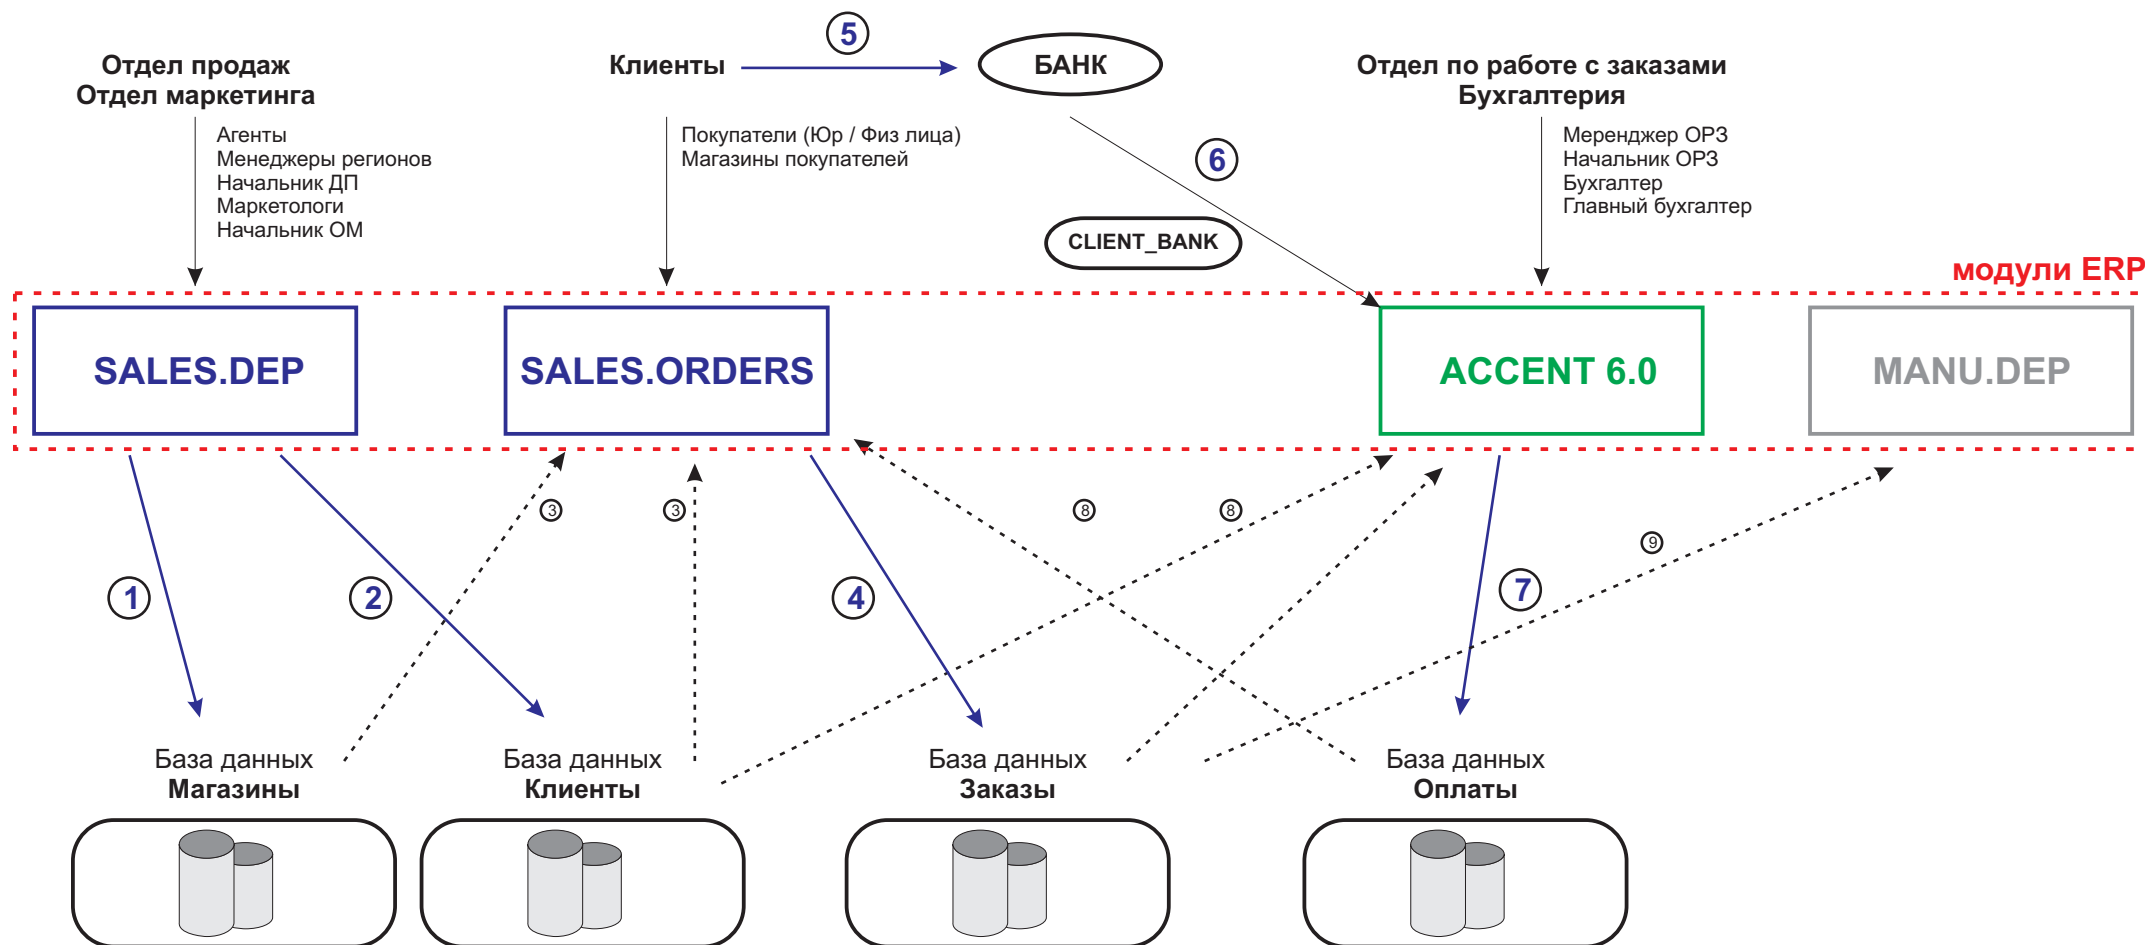 5
Отдел продаж
Отдел маркетинга
Клиенты
БАНК
Отдел по работе с заказами
Бухгалтерия
Агенты
Менеджеры регионов
Начальник ДП
Маркетологи
Начальник ОМ
Покупатели (Юр / Физ лица)
Магазины покупателей
6
Меренджер ОРЗ
Начальник ОРЗ
Бухгалтер
Главный бухгалтер
CLIENT_BANK
модули ERP
SALES.DEP
SALES.ORDERS
ACCENT 6.0
MANU.DEP
3
3
8
8
9
1
2
4
7
База данных
Магазины
База данных
Клиенты
База данных
Заказы
База данных
Оплаты